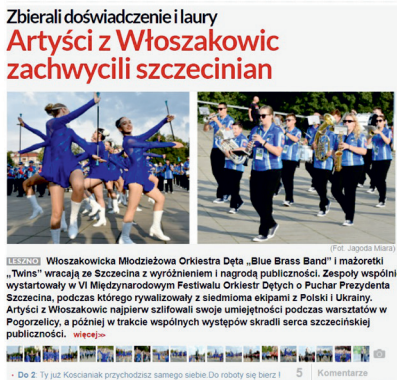 Zbierali doświadczenie i laury
Artyści z Włoszakowic
zachwycili szczecinian
(Fot. Jagoda Miara)
LESZNO Włoszakowicka Młodzieżowa Orkiestra Dęta „Blue Brass Band” i mażoretki
„Twins” wracają ze Szczecina z wyróżnieniem i nagrodą publiczności. Zespoły wspólni
wystartowały w VI Międzynarodowym Festiwalu Orkiestr Dętych o Puchar Prezydenta
Szczecina, podczas którego rywalizowały z siedmioma ekipami z Polski i Ukrainy.
Artyści z Włoszakowic najpierw szlifowali swoje umiejętności podczas warsztatów w
Pogorzelicy, a później w trakcie wspólnych występów skradli serca szczecińskiej
publiczności. więcej>>
• Do 2: Ty już Kościaniak przychodzisz samego siebie.Do roboty się bierz ł 5 Komentarze